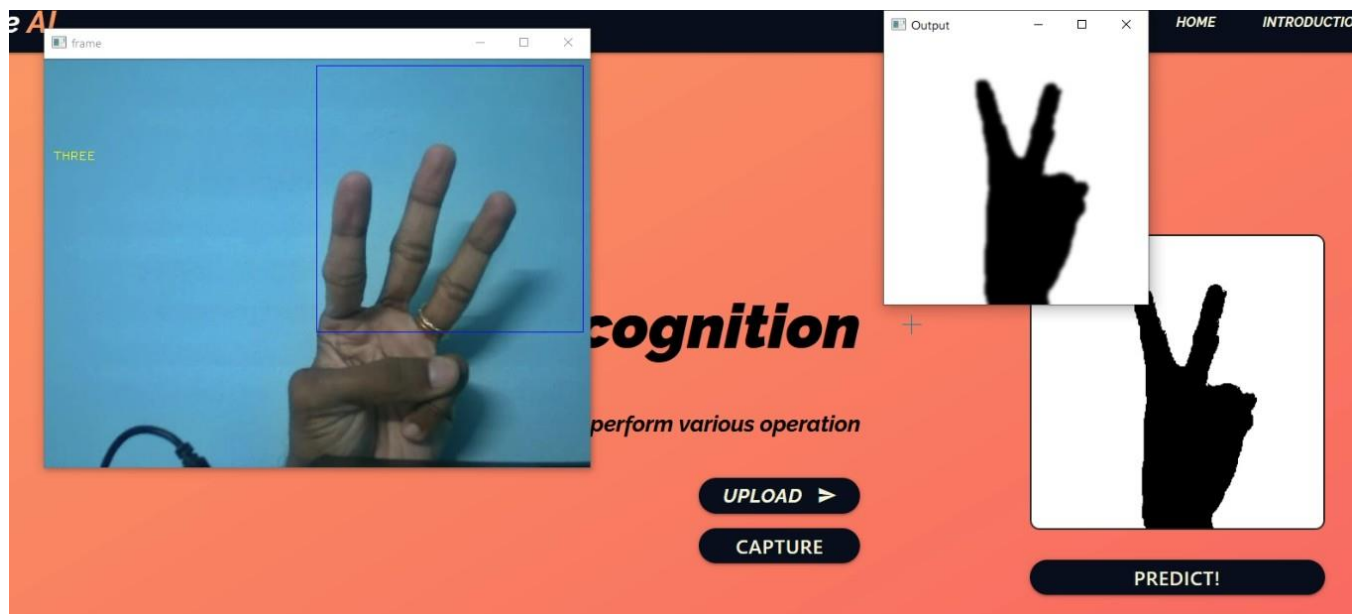 e AI
frame
THREE
Output
HOME
INTRODUCTIO
cognition
perform various operation
UPLOAD
CAPTURE
PREDICT!